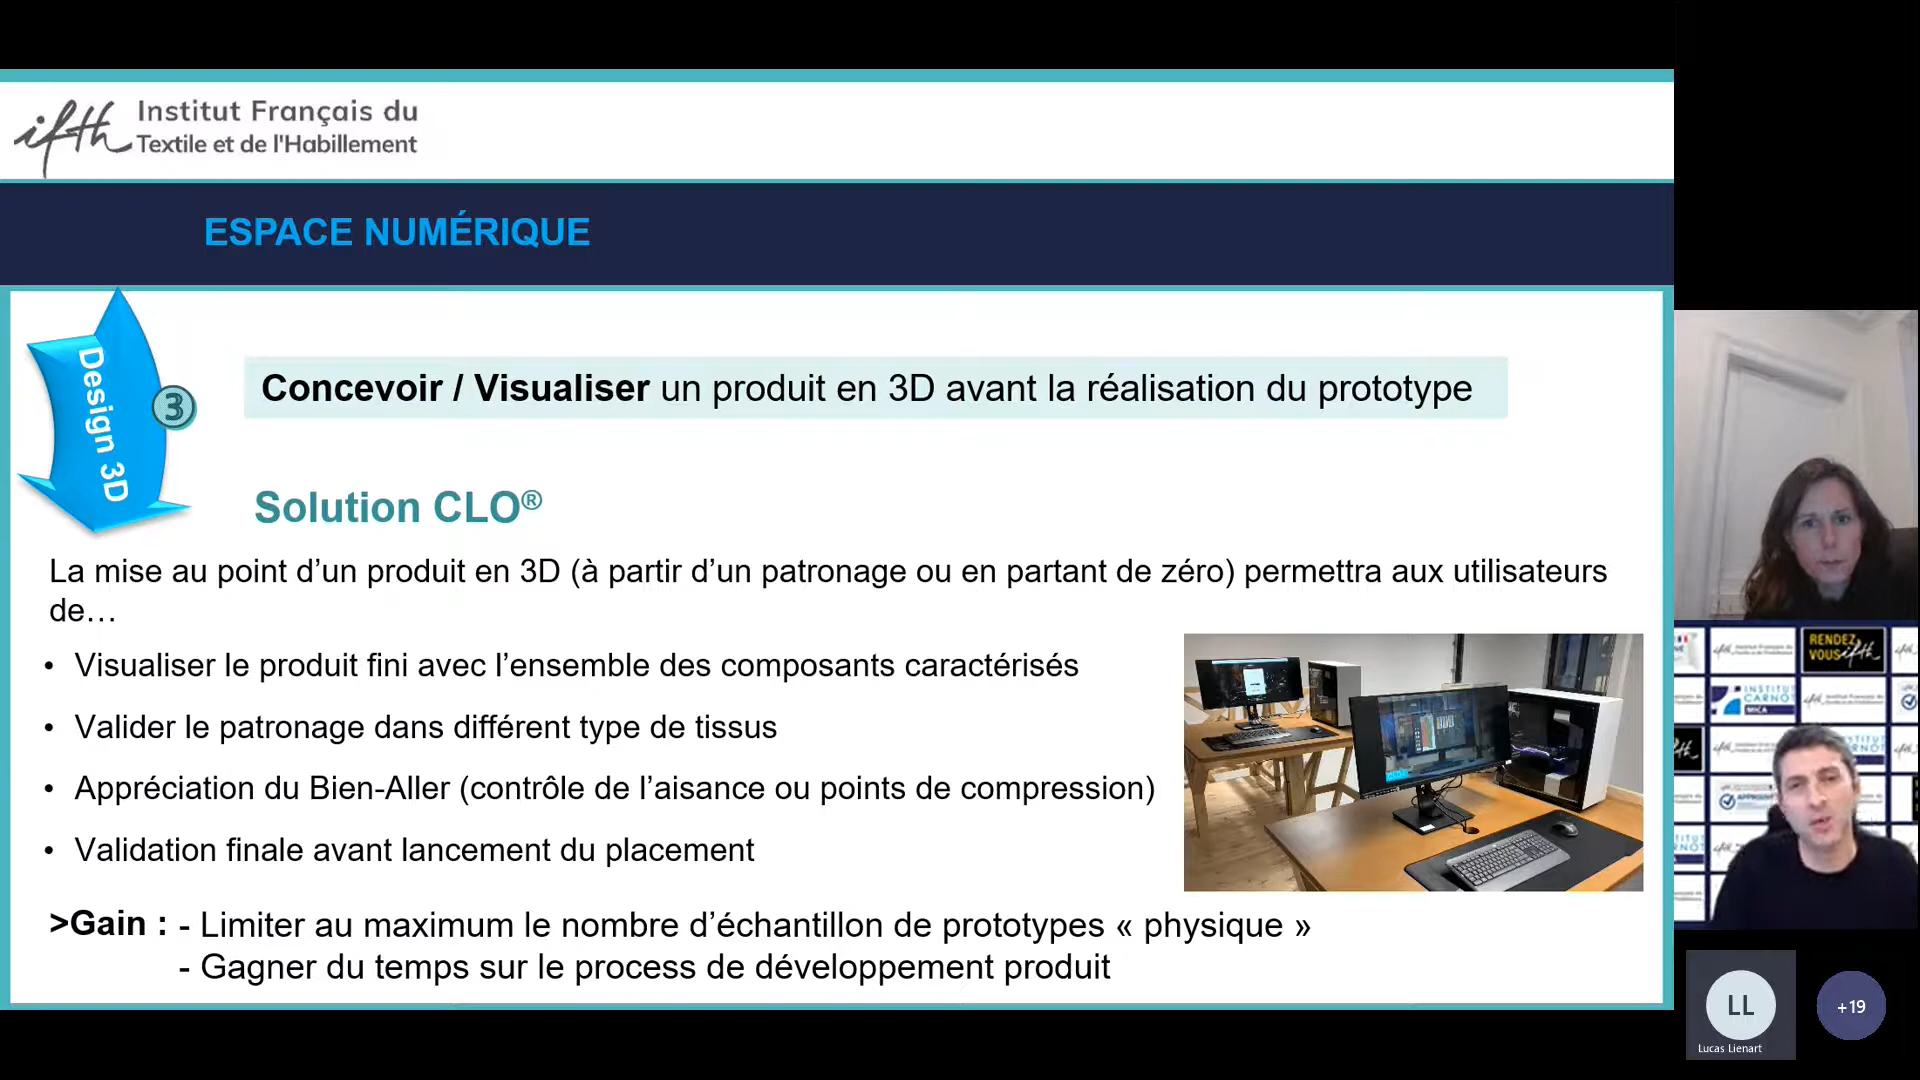 ifth Institut Français du
Textile et de l'Habillement
ESPACE NUMÉRIQUE
Design 3D
3
Concevoir / Visualiser un produit en 3D avant la réalisation du prototype
Solution CLO®
La mise au point d’un produit en 3D (à partir d’un patronage ou en partant de zéro) permettra aux utilisateurs
de…
• Visualiser le produit fini avec l’ensemble des composants caractérisés
• Valider le patronage dans différent type de tissus
• Appréciation du Bien-Aller (contrôle de l’aisance ou points de compression)
• Validation finale avant lancement du placement
>Gain : - Limiter au maximum le nombre d’échantillon de prototypes « physique »
- Gagner du temps sur le process de développement produit
RENDEZ
VOUS ifth
INSTITUT
CARNOT
MICA
LL
Lucas Lienart
+19